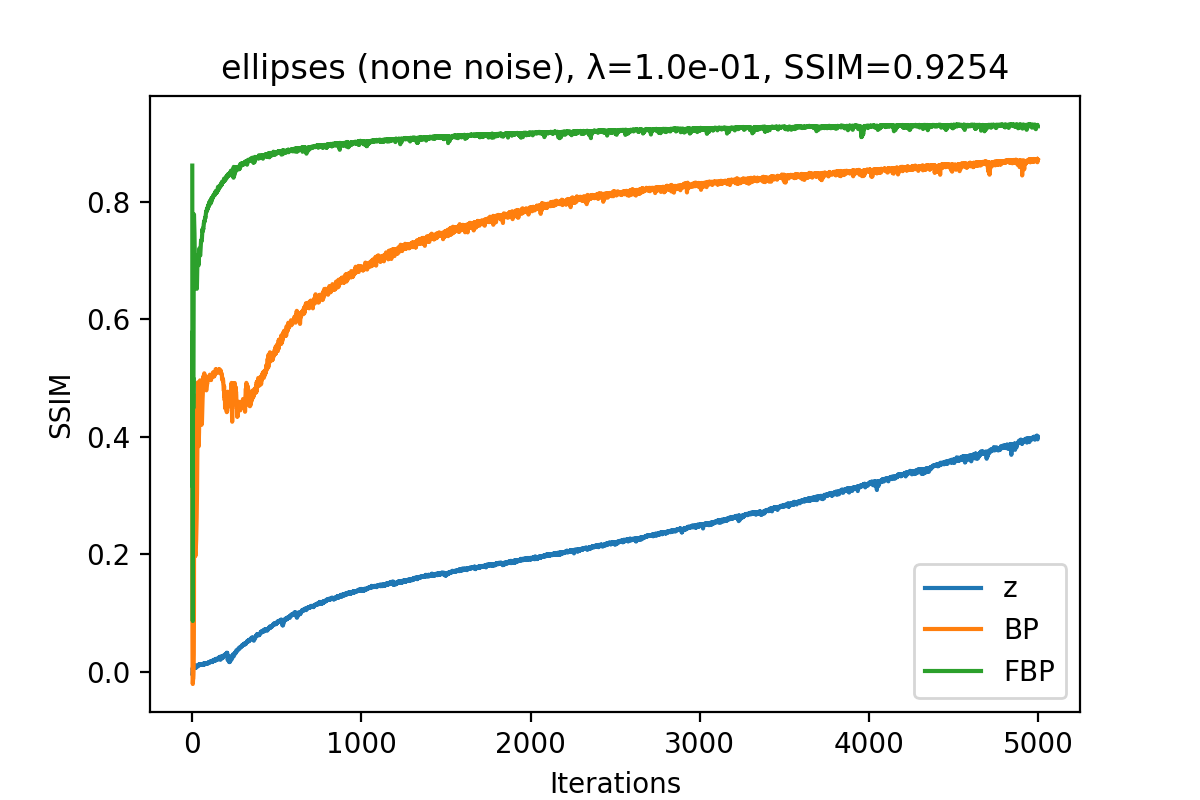 ellipses (none noise), λ=1.0e-01, SSIM=0.9254
SSIM
0.8
0.6
0.4
0.2
0.0
z
BP
FBP
0 1000 2000 3000 4000 5000
Iterations